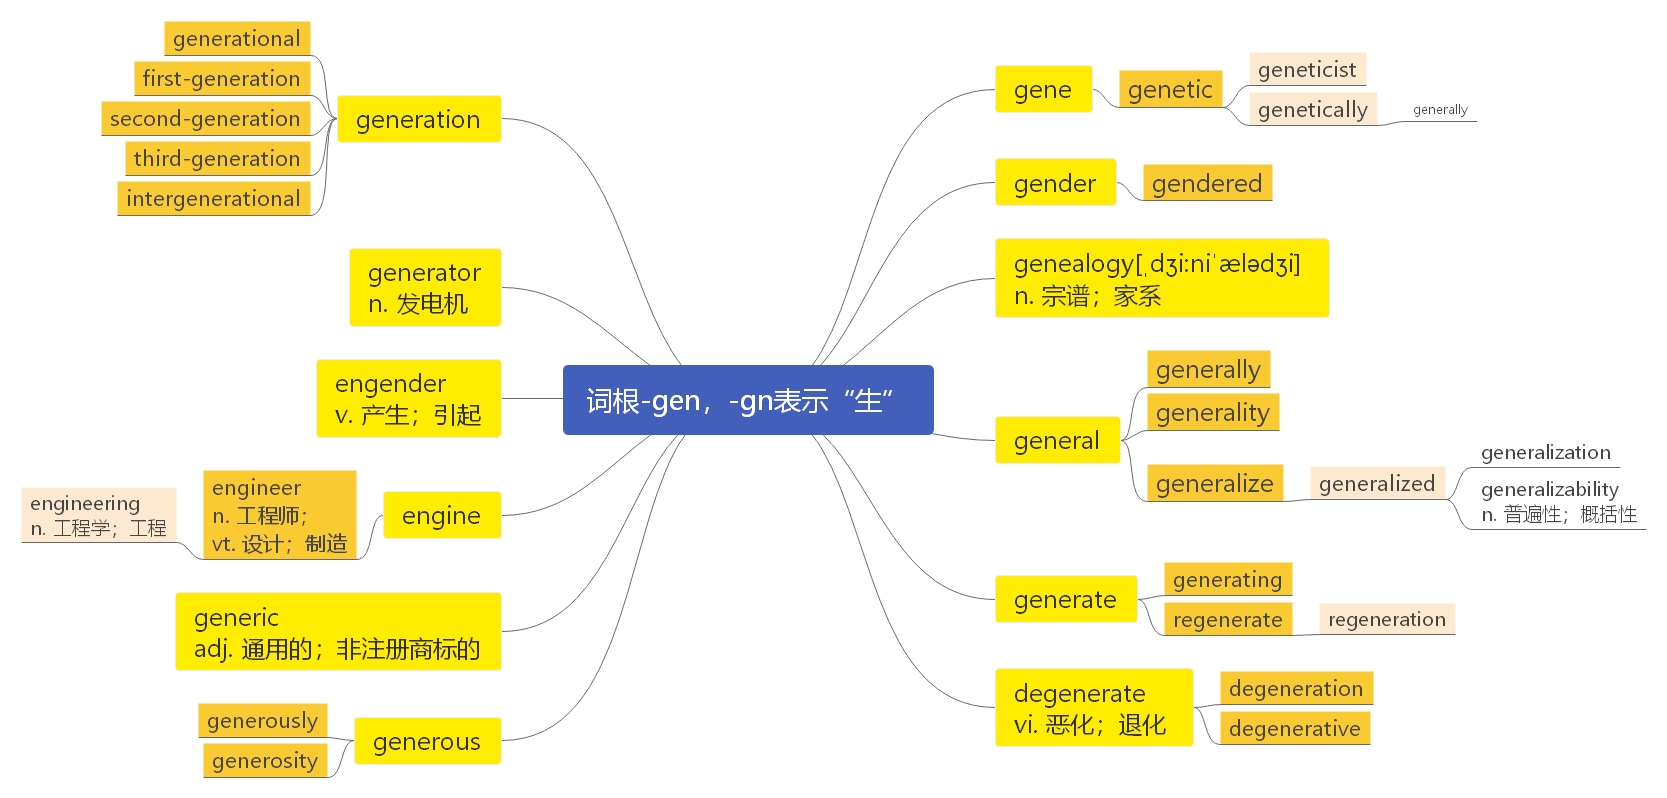 词根-gen，-gn表示“生“
generation
generational
first-generation
second-generation
third-generation
intergenerational
generator
n. 发电机
engender
v. 产生；引起
engine
engineer
n. 工程师；
vt. 设计；制造
engineering
n. 工程学；工程
generic
adj. 通用的；非注册商标的
generous
generously
generosity
gene
genetic
geneticist
genetically
generally
gender
gendered
genealogy[ˌdʒi:niˈælədʒi]
n. 宗谱；家系
general
generally
generality
generalize
generalized
generalization
generalizability
n. 普遍性；概括性
generate
generating
regenerate
regeneration
degenerate
vi. 恶化；退化
degeneration
degenerative